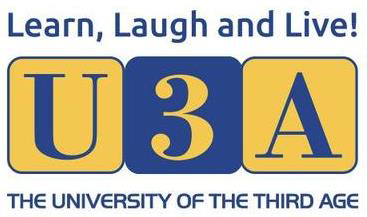 Learn, Laugh and Live!
U3A
THE UNIVERSITY OF THE THIRD AGE